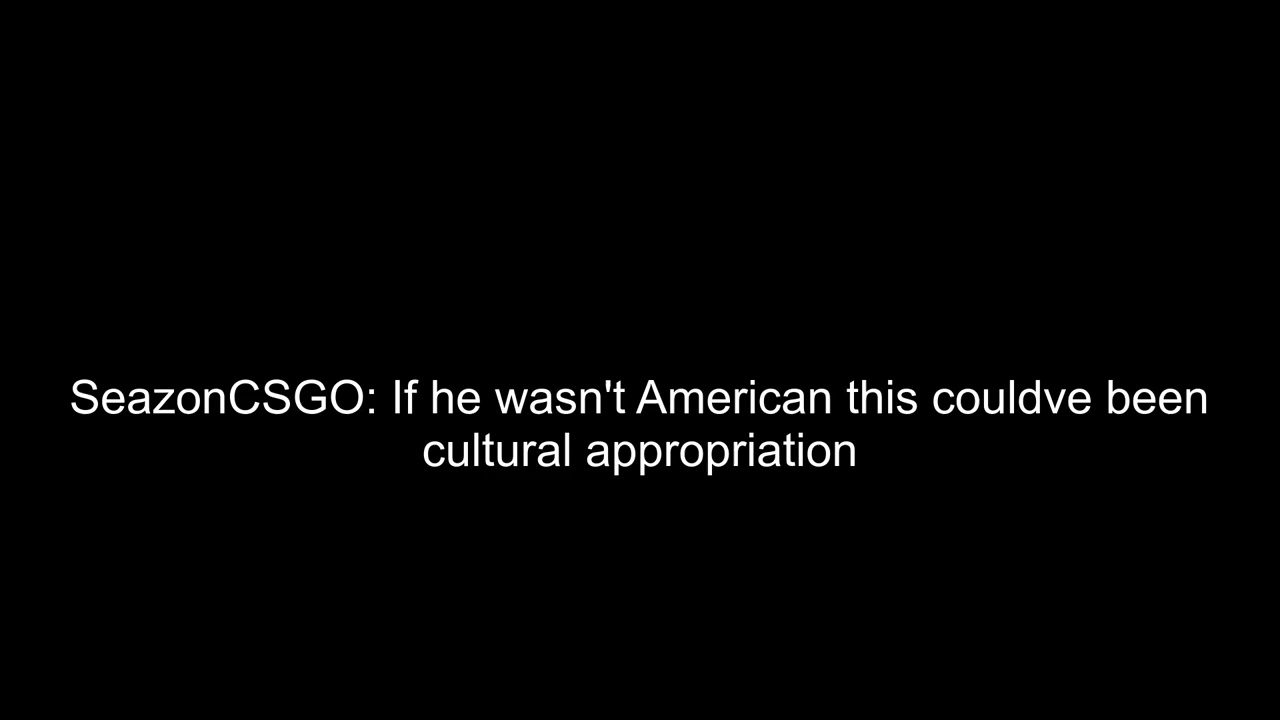 SeazonCSGO: If he wasn't American this couldve been
cultural appropriation